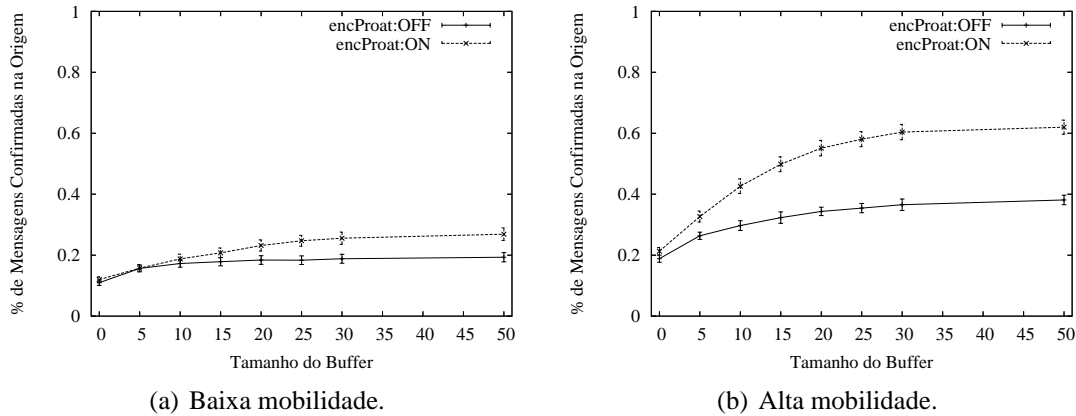 % de Mensagens Confirmadas na Origem
1
0.8
0.6
0.4
0.2
0
encProat:OFF
encProat:ON
0 5 10 15 20 25 30 35 40 45 50
Tamanho do Buffer
(a) Baixa mobilidade.
% de Mensagens Confirmadas na Origem
1
0.8
0.6
0.4
0.2
0
encProat:OFF
encProat:ON
0 5 10 15 20 25 30 35 40 45 50
Tamanho do Buffer
(b) Alta mobilidade.